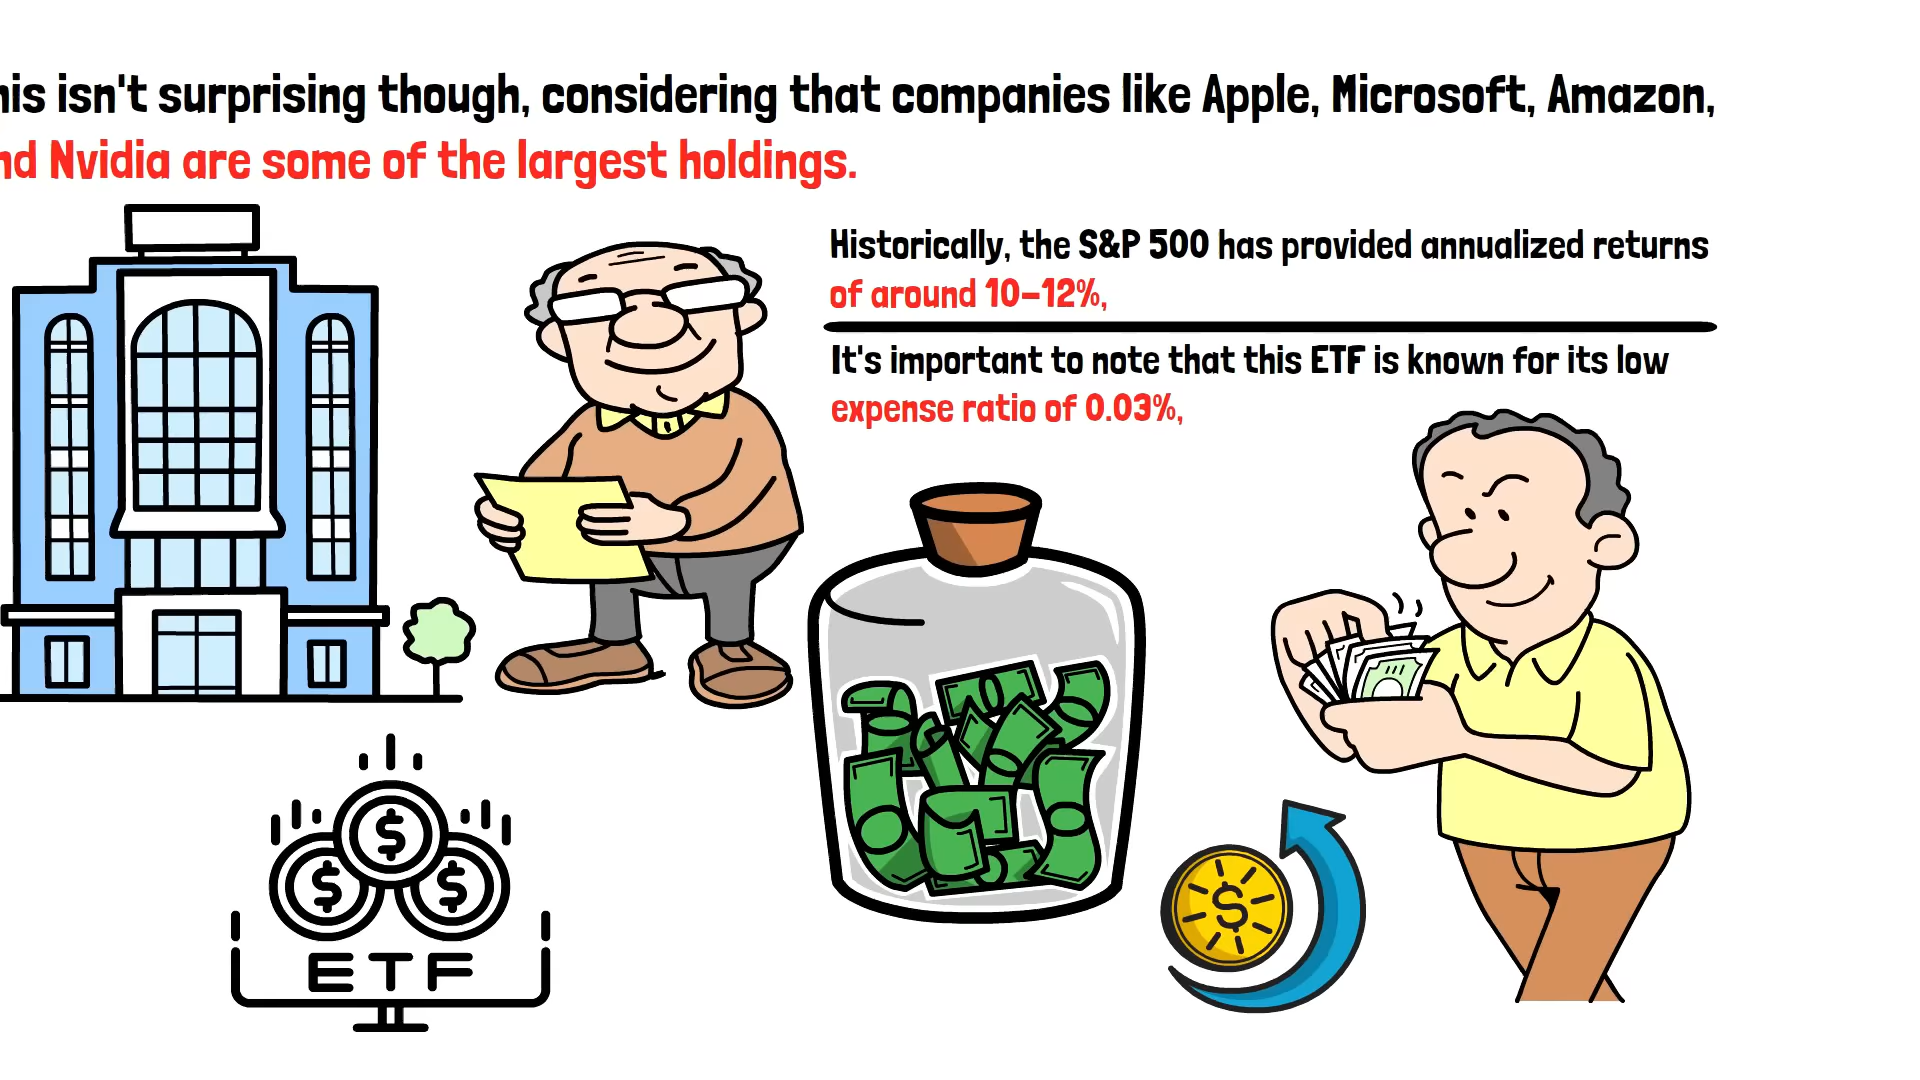 his isn't surprising though, considering that companies like Apple, Microsoft, Amazon,
nd Nvidia are some of the largest holdings.
Historically, the S&P 500 has provided annualized returns
of around 10-12%,
It's important to note that this ETF is known for its low
expense ratio of 0.03%,
$
$ $
ETF
$